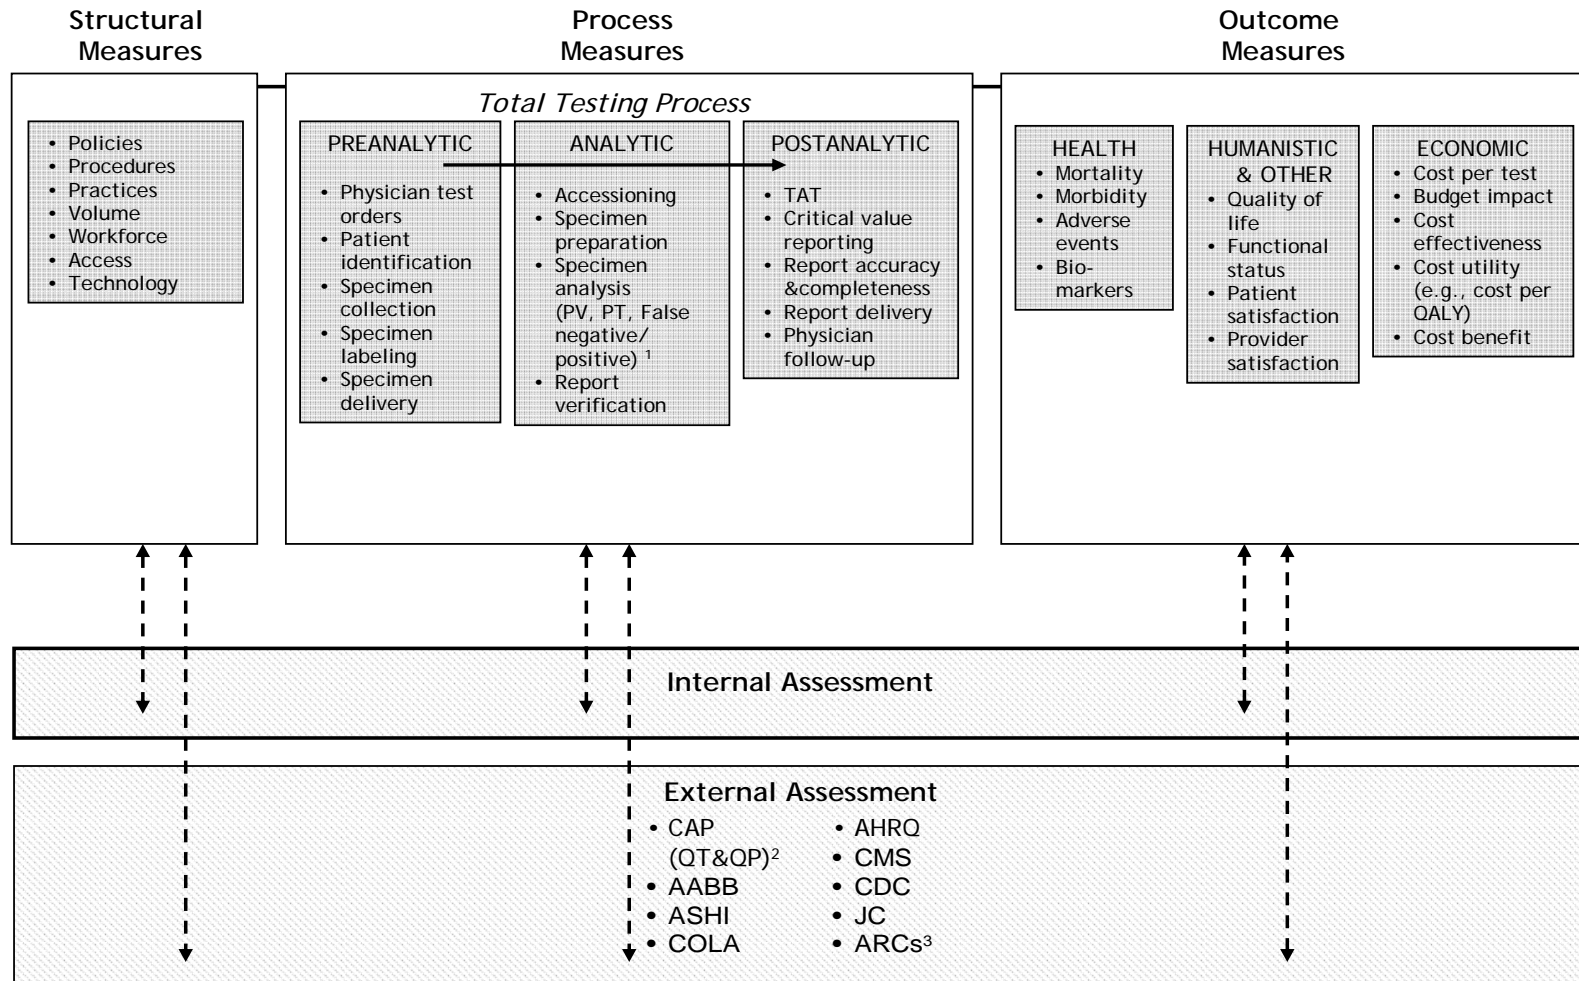 Structural
Measures
Process
Measures
Outcome
Measures
• Policies
• Procedures
• Practices
• Volume
• Workforce
• Access
• Technology
Total Testing Process
PREANALYTIC
• Physician test
orders
• Patient
identification
• Specimen
collection
• Specimen
labeling
• Specimen
delivery
ANALYTIC
• Accessioning
• Specimen
preparation
• Specimen
analysis
(PV, PT, False
negative/
positive) ¹
• Report
verification
POSTANALYTIC
• TAT
• Critical value
reporting
• Report accuracy
&completeness
• Report delivery
• Physician
follow-up
HEALTH
• Mortality
• Morbidity
• Adverse
events
• Bio-
markers
HUMANISTIC
& OTHER
• Quality of
life
• Functional
status
• Patient
satisfaction
• Provider
satisfaction
ECONOMIC
• Cost per test
• Budget impact
• Cost
effectiveness
• Cost utility
(e.g., cost per
QALY)
• Cost benefit
Internal Assessment
External Assessment
• CAP
(QT&QP)²
• AABB
• ASHI
• COLA
• AHRQ
• CMS
• CDC
• JC
• ARCs³